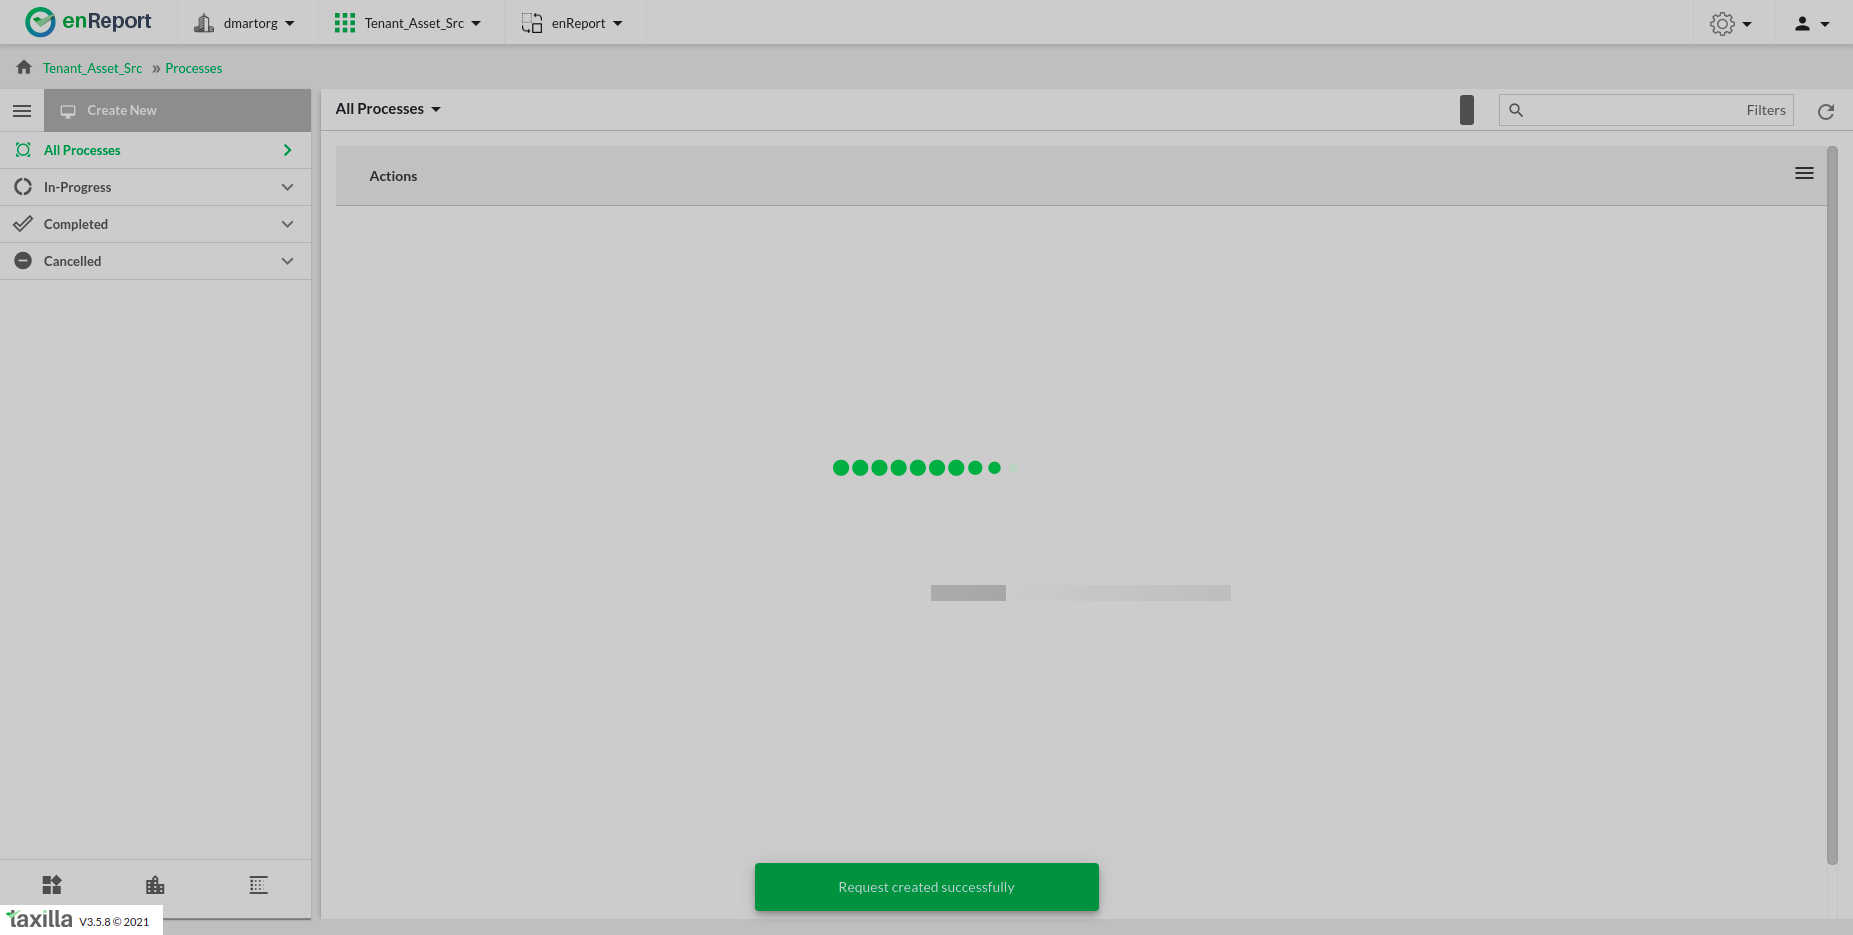 enReport
dmartorg
Tenant_Asset_Src
enReport
Tenant_Asset_Src » Processes
Create New
All Processes
Filters
All Processes
In-Progress
Completed
Cancelled
Actions
Request created successfully
taxilla V3.5.8 © 2021